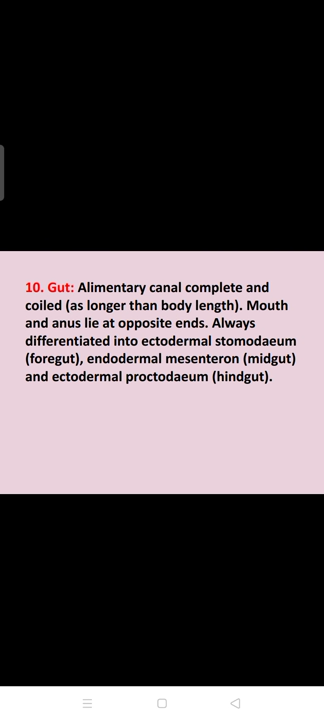 10. Gut: Alimentary canal complete and
coiled (as longer than body length). Mouth
and anus lie at opposite ends. Always
differentiated into ectodermal stomodaeum
(foregut), endodermal mesenteron (midgut)
and ectodermal proctodaeum (hindgut).